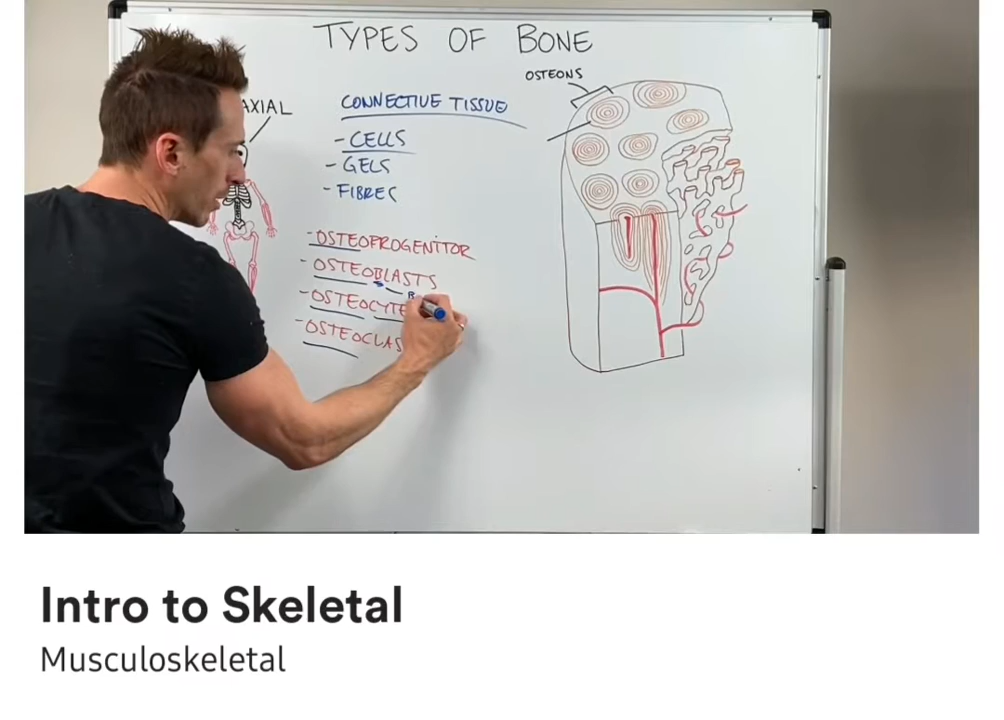 TYPES OF BONE
OSTEONS
AXIAL
CONNECTIVE TISSUE
- CELLS
- GELS
- FIBRES
- OSTEOPROGENITOR
- OSTEOBLASTS
- OSTEOCYTE
- OSTEOCLAS
Intro to Skeletal
Musculoskeletal